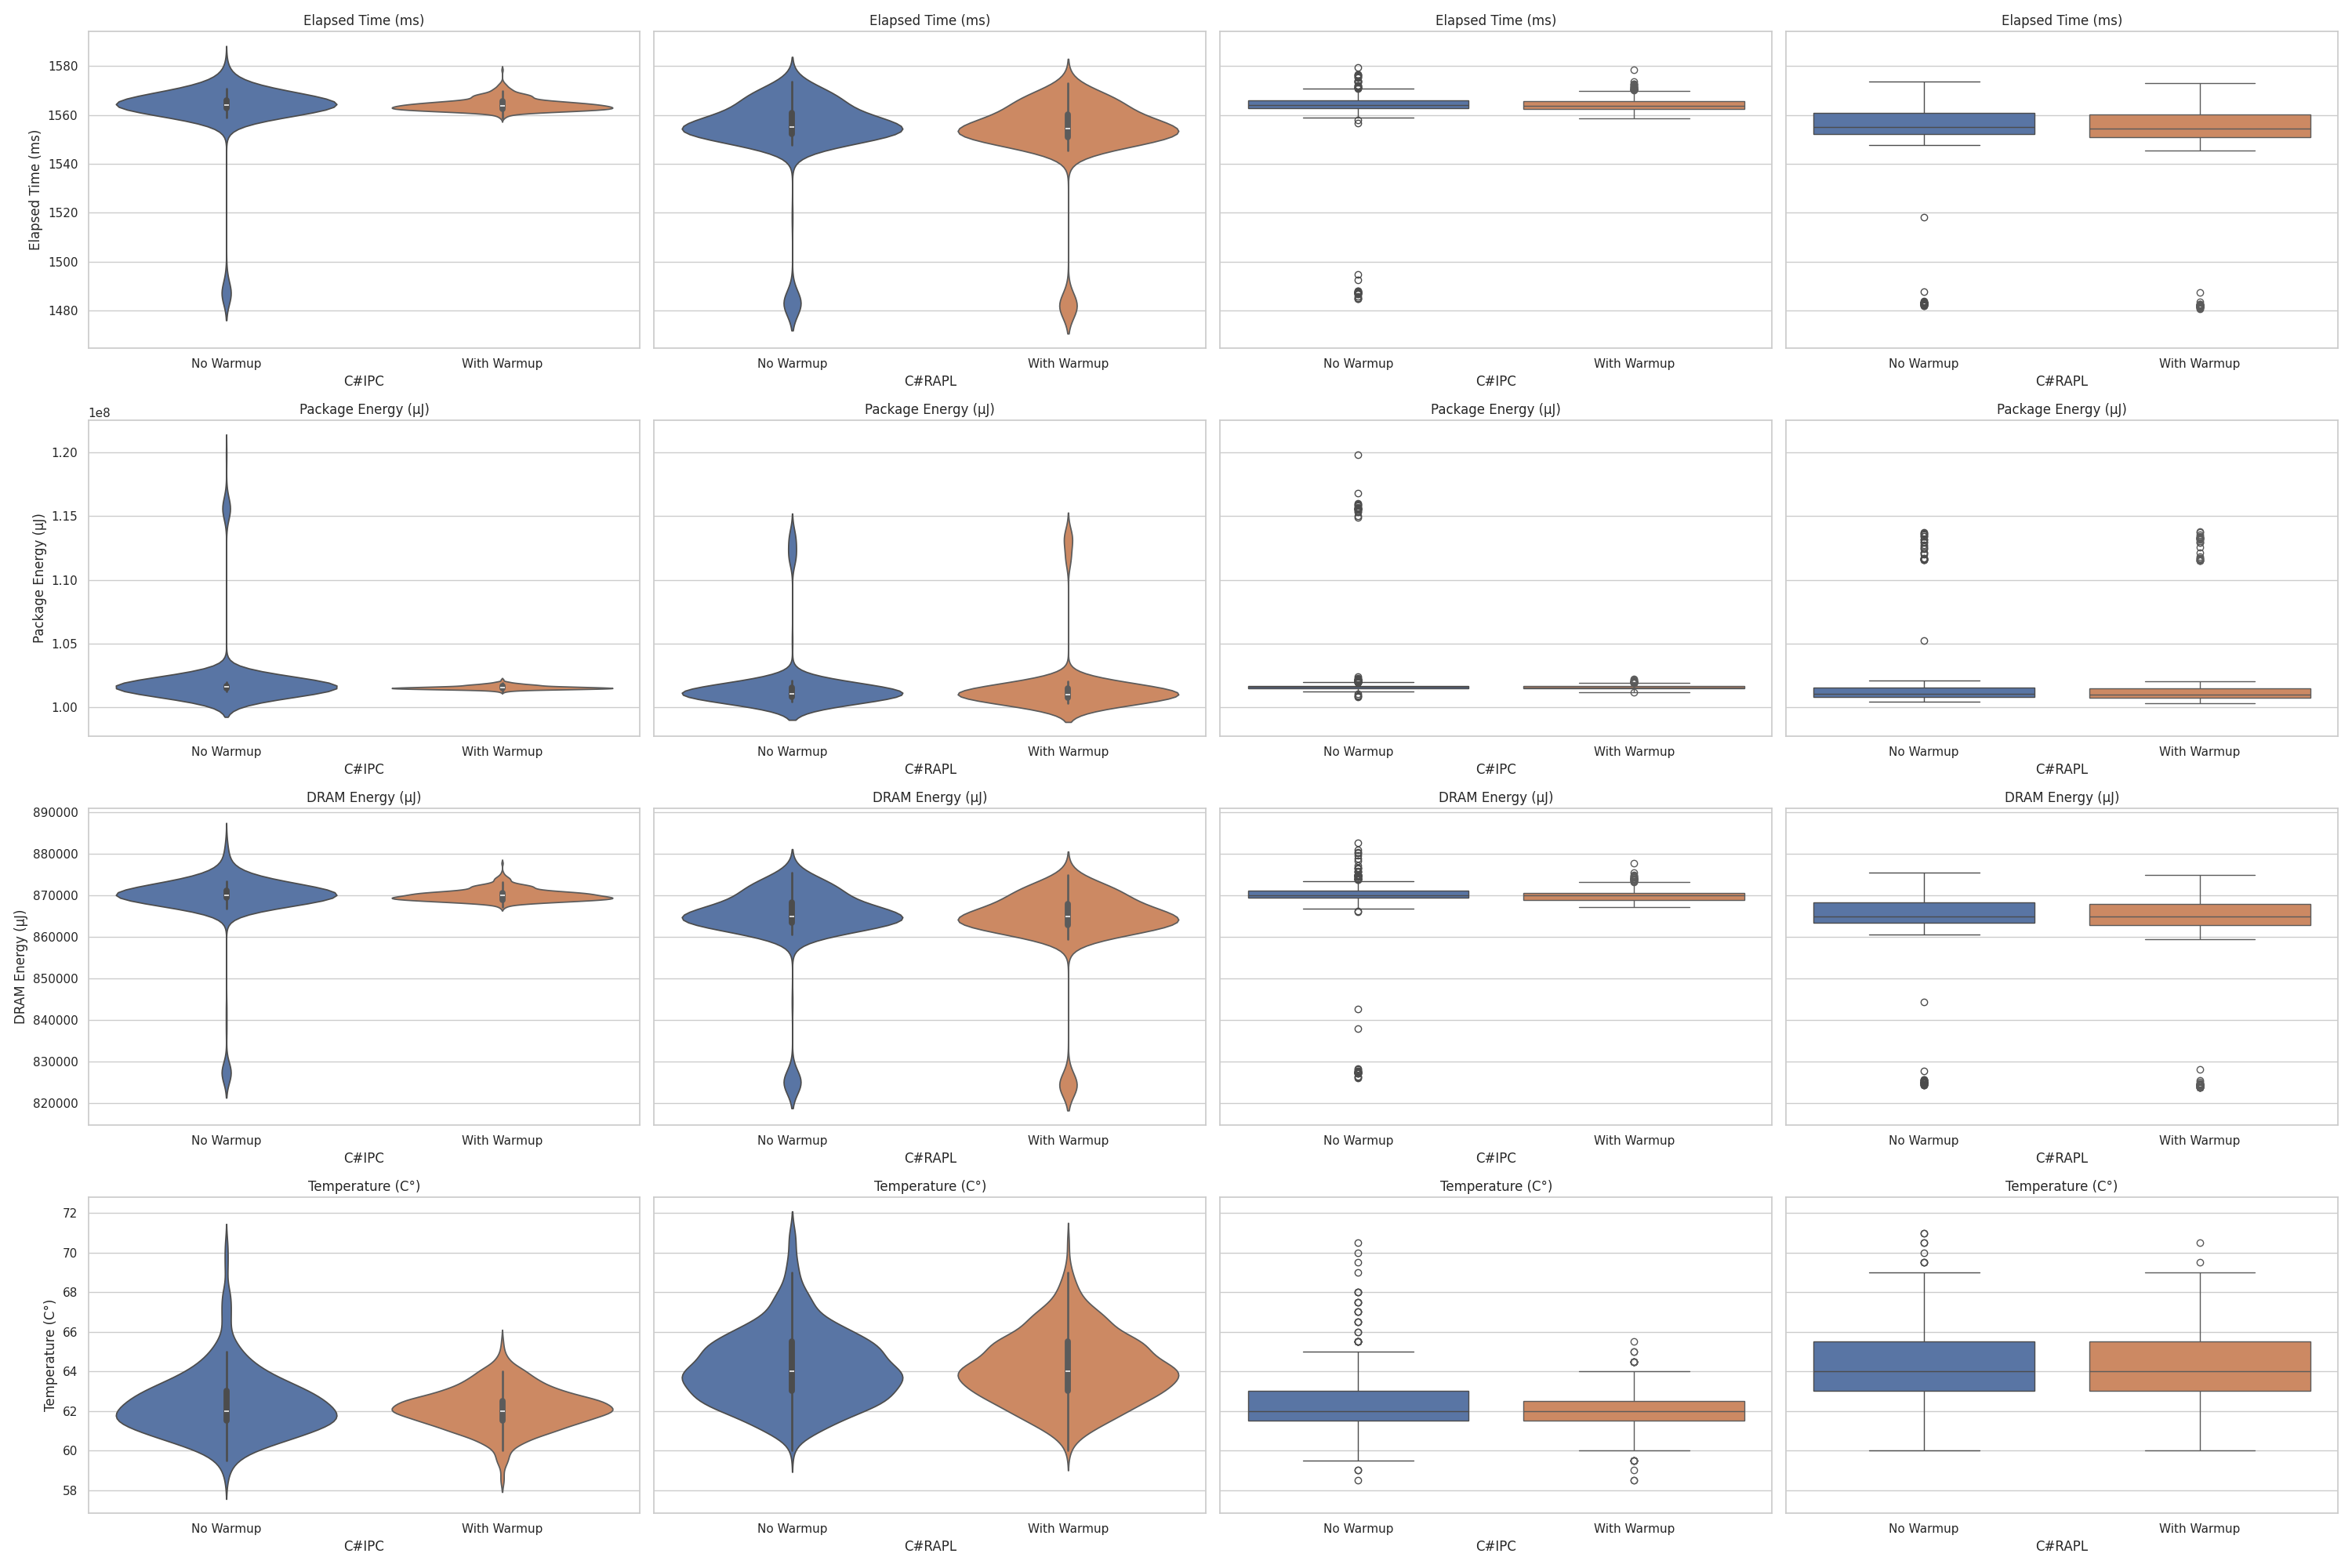 Elapsed Time (ms) Elapsed Time (ms) Elapsed Time (ms) Elapsed Time (ms)
Elapsed Time (ms)
1580
1560
1540
1520
1500
1480
No Warmup With Warmup No Warmup With Warmup No Warmup With Warmup No Warmup With Warmup
C#IPC C#RAPL C#IPC C#RAPL
1e8 Package Energy (μJ) Package Energy (μJ) Package Energy (μJ) Package Energy (μJ)
Package Energy (μJ)
1.20
1.15
1.10
1.05
1.00
No Warmup With Warmup No Warmup With Warmup No Warmup With Warmup No Warmup With Warmup
C#IPC C#RAPL C#IPC C#RAPL
DRAM Energy (μJ) DRAM Energy (μJ) DRAM Energy (μJ) DRAM Energy (μJ)
DRAM Energy (μJ)
890000
880000
870000
860000
850000
840000
830000
820000
No Warmup With Warmup No Warmup With Warmup No Warmup With Warmup No Warmup With Warmup
C#IPC C#RAPL C#IPC C#RAPL
Temperature (C°) Temperature (C°) Temperature (C°) Temperature (C°)
Temperature (C°)
72
70
68
66
64
62
60
58
No Warmup With Warmup No Warmup With Warmup No Warmup With Warmup No Warmup With Warmup
C#IPC C#RAPL C#IPC C#RAPL